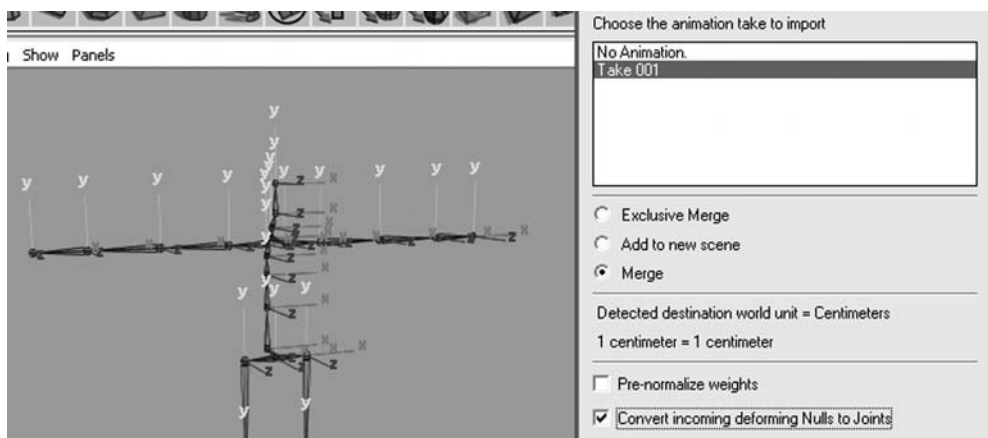 Show Panels
y
y
y y y y y y y y
y
y
z x
y
z
y
x
z x z z x z z z x
z x
z
y y y
x
z
x x x
z z z
y y
Choose the animation take to import
No Animation.
Take 001
Exclusive Merge
Add to new scene
Merge
Detected destination world unit = Centimeters
1 centimeter = 1 centimeter
Pre-normalize weights
Convert incoming deforming Nulls to Joints